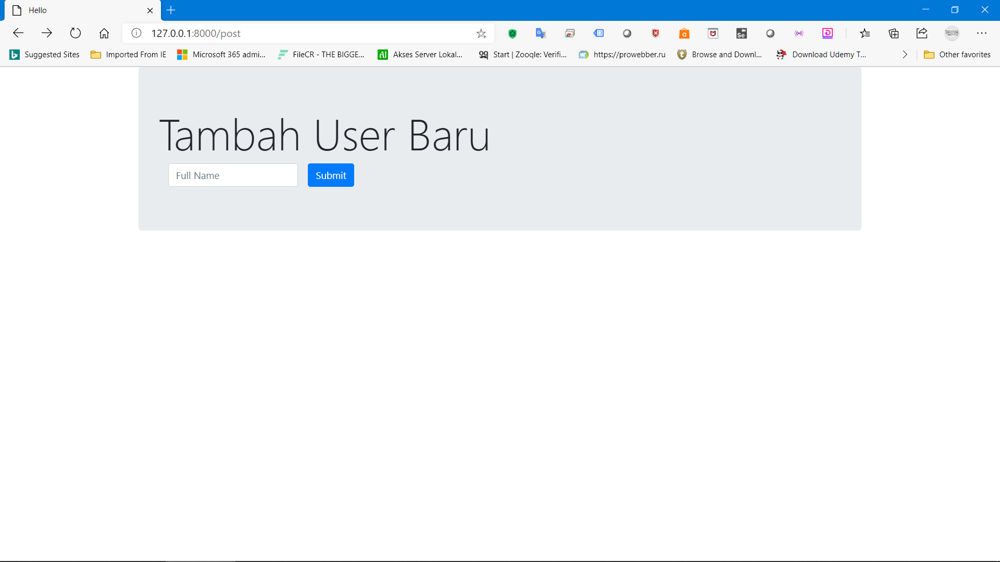 Hello
127.0.0.1:8000/post
Suggested Sites Imported From IE Microsoft 365 admi... FileCR - THE BIGGE... AI Akses Server Lokal... Start | Zooqle: Verifi... https://prowebber.ru Browse and Downl... Download Udemy T... Other favorites
Tambah User Baru
Full Name Submit